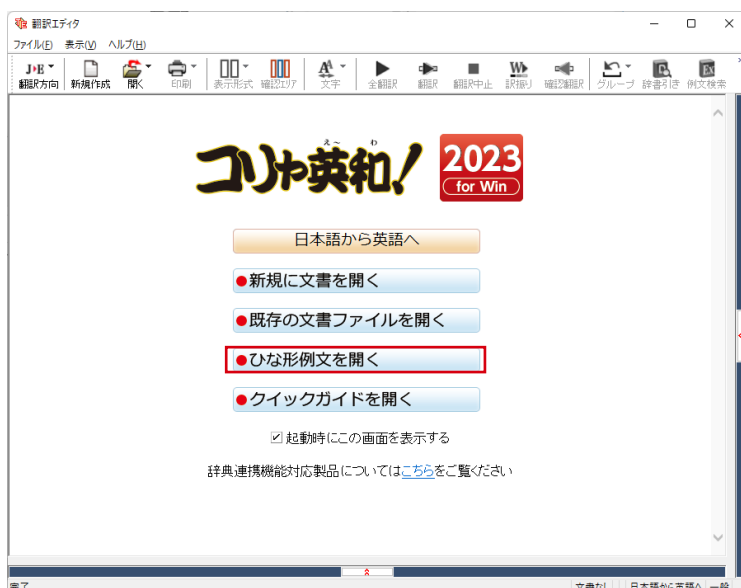 翻訳エディタ
ファイル(F) 表示(V) ヘルプ(H)
翻訳方向 新規作成 開く 印刷 表示形式 確認エリア 文字 全翻訳 翻訳 翻訳中止 訳振り 確認翻訳 グループ 辞書引き 例文検索
え〜 わ
コリャ英和! 2023
for Win
日本語から英語へ
●新規に文書を開く
●既存の文書ファイルを開く
●ひな形例文を開く
●クイックガイドを開く
起動時にこの画面を表示する
辞典連携機能対応製品についてはこちらをご覧ください
完了 文書なし 日本語から英語へ 一般